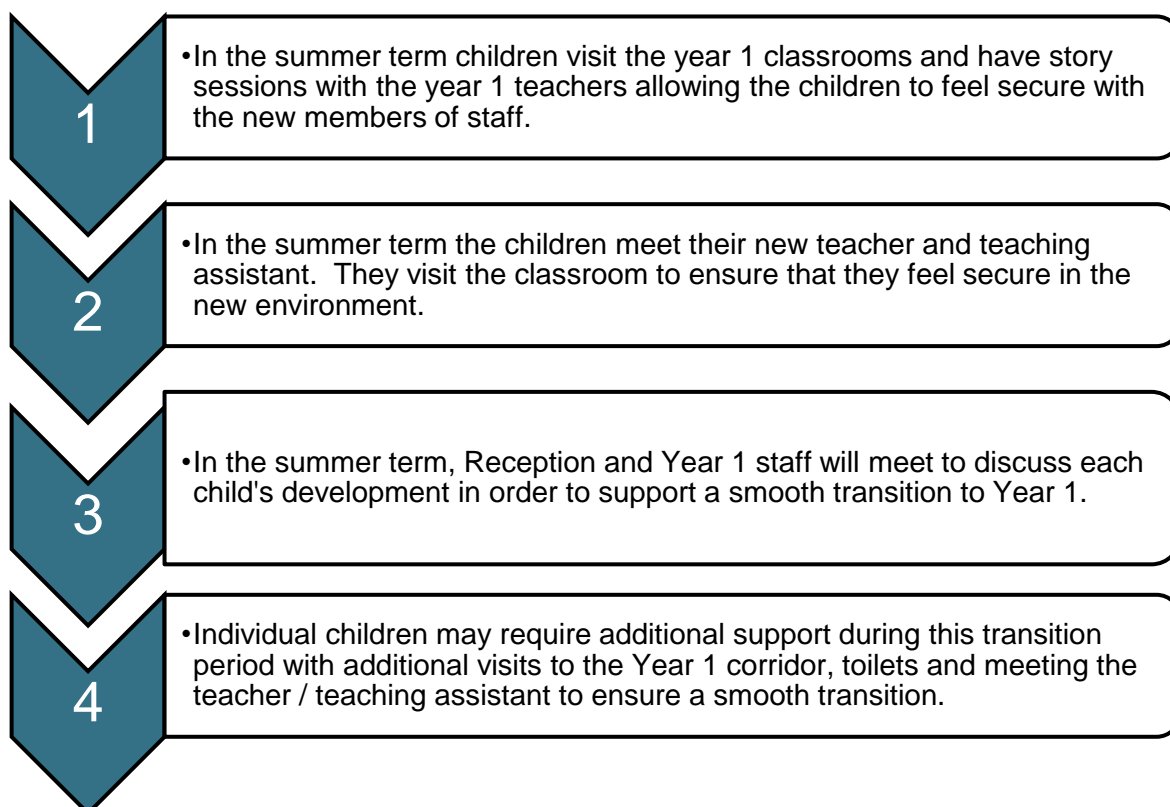 1
•In the summer term children visit the year 1 classrooms and have story
sessions with the year 1 teachers allowing the children to feel secure with
the new members of staff.
2
•In the summer term the children meet their new teacher and teaching
assistant.  They visit the classroom to ensure that they feel secure in the
new environment.
3
•In the summer term, Reception and Year 1 staff will meet to discuss each
child's development in order to support a smooth transition to Year 1.
4
•Individual children may require additional support during this transition
period with additional visits to the Year 1 corridor, toilets and meeting the
teacher / teaching assistant to ensure a smooth transition.